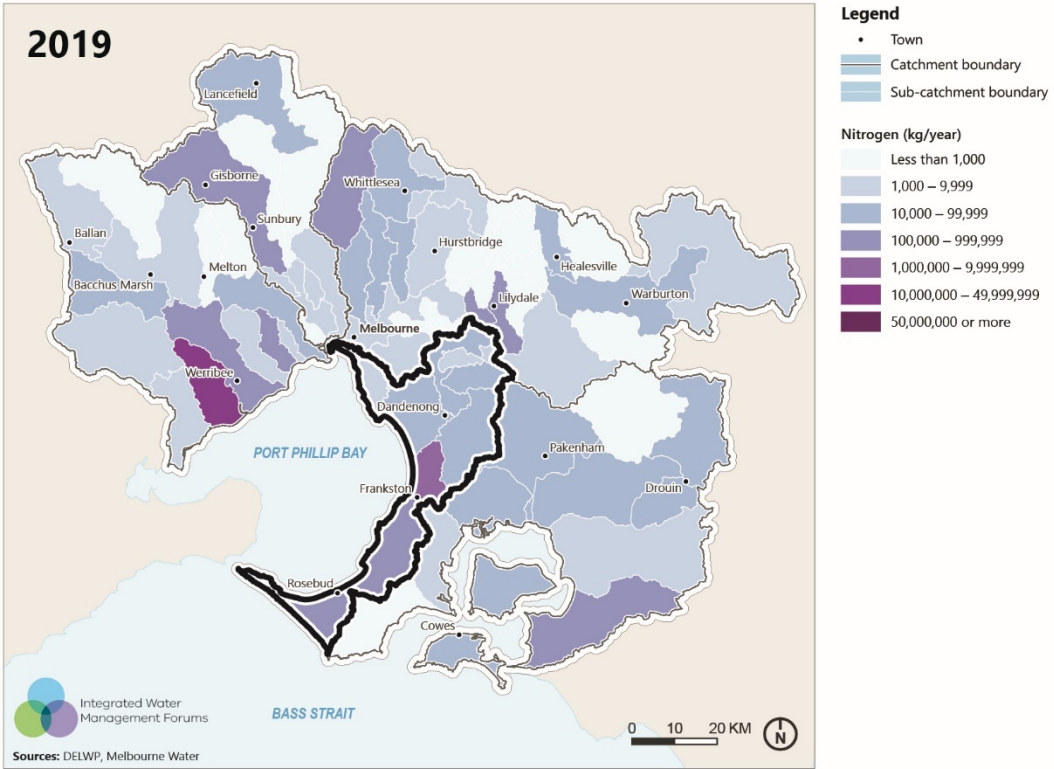 2019
Lancefield
Gisborne
Whittlesea
Sunbury
Ballan
Hurstbridge
Melton
Healesville
Bacchus Marsh
Lilydale
Warburton
Melbourne
Werribee
Dandenong
PORT PHILLIP BAY
Pakenham
Frankston
Drouin
Rosebud
Cowes
Integrated Water
Management Forums
BASS STRAIT
0 10 20 KM
N
Sources: DELWP, Melbourne Water
Legend
Town
Catchment boundary
Sub-catchment boundary
Nitrogen (kg/year)
Less than 1,000
1,000 – 9,999
10,000 – 99,999
100,000 – 999,999
1,000,000 – 9,999,999
10,000,000 – 49,999,999
50,000,000 or more